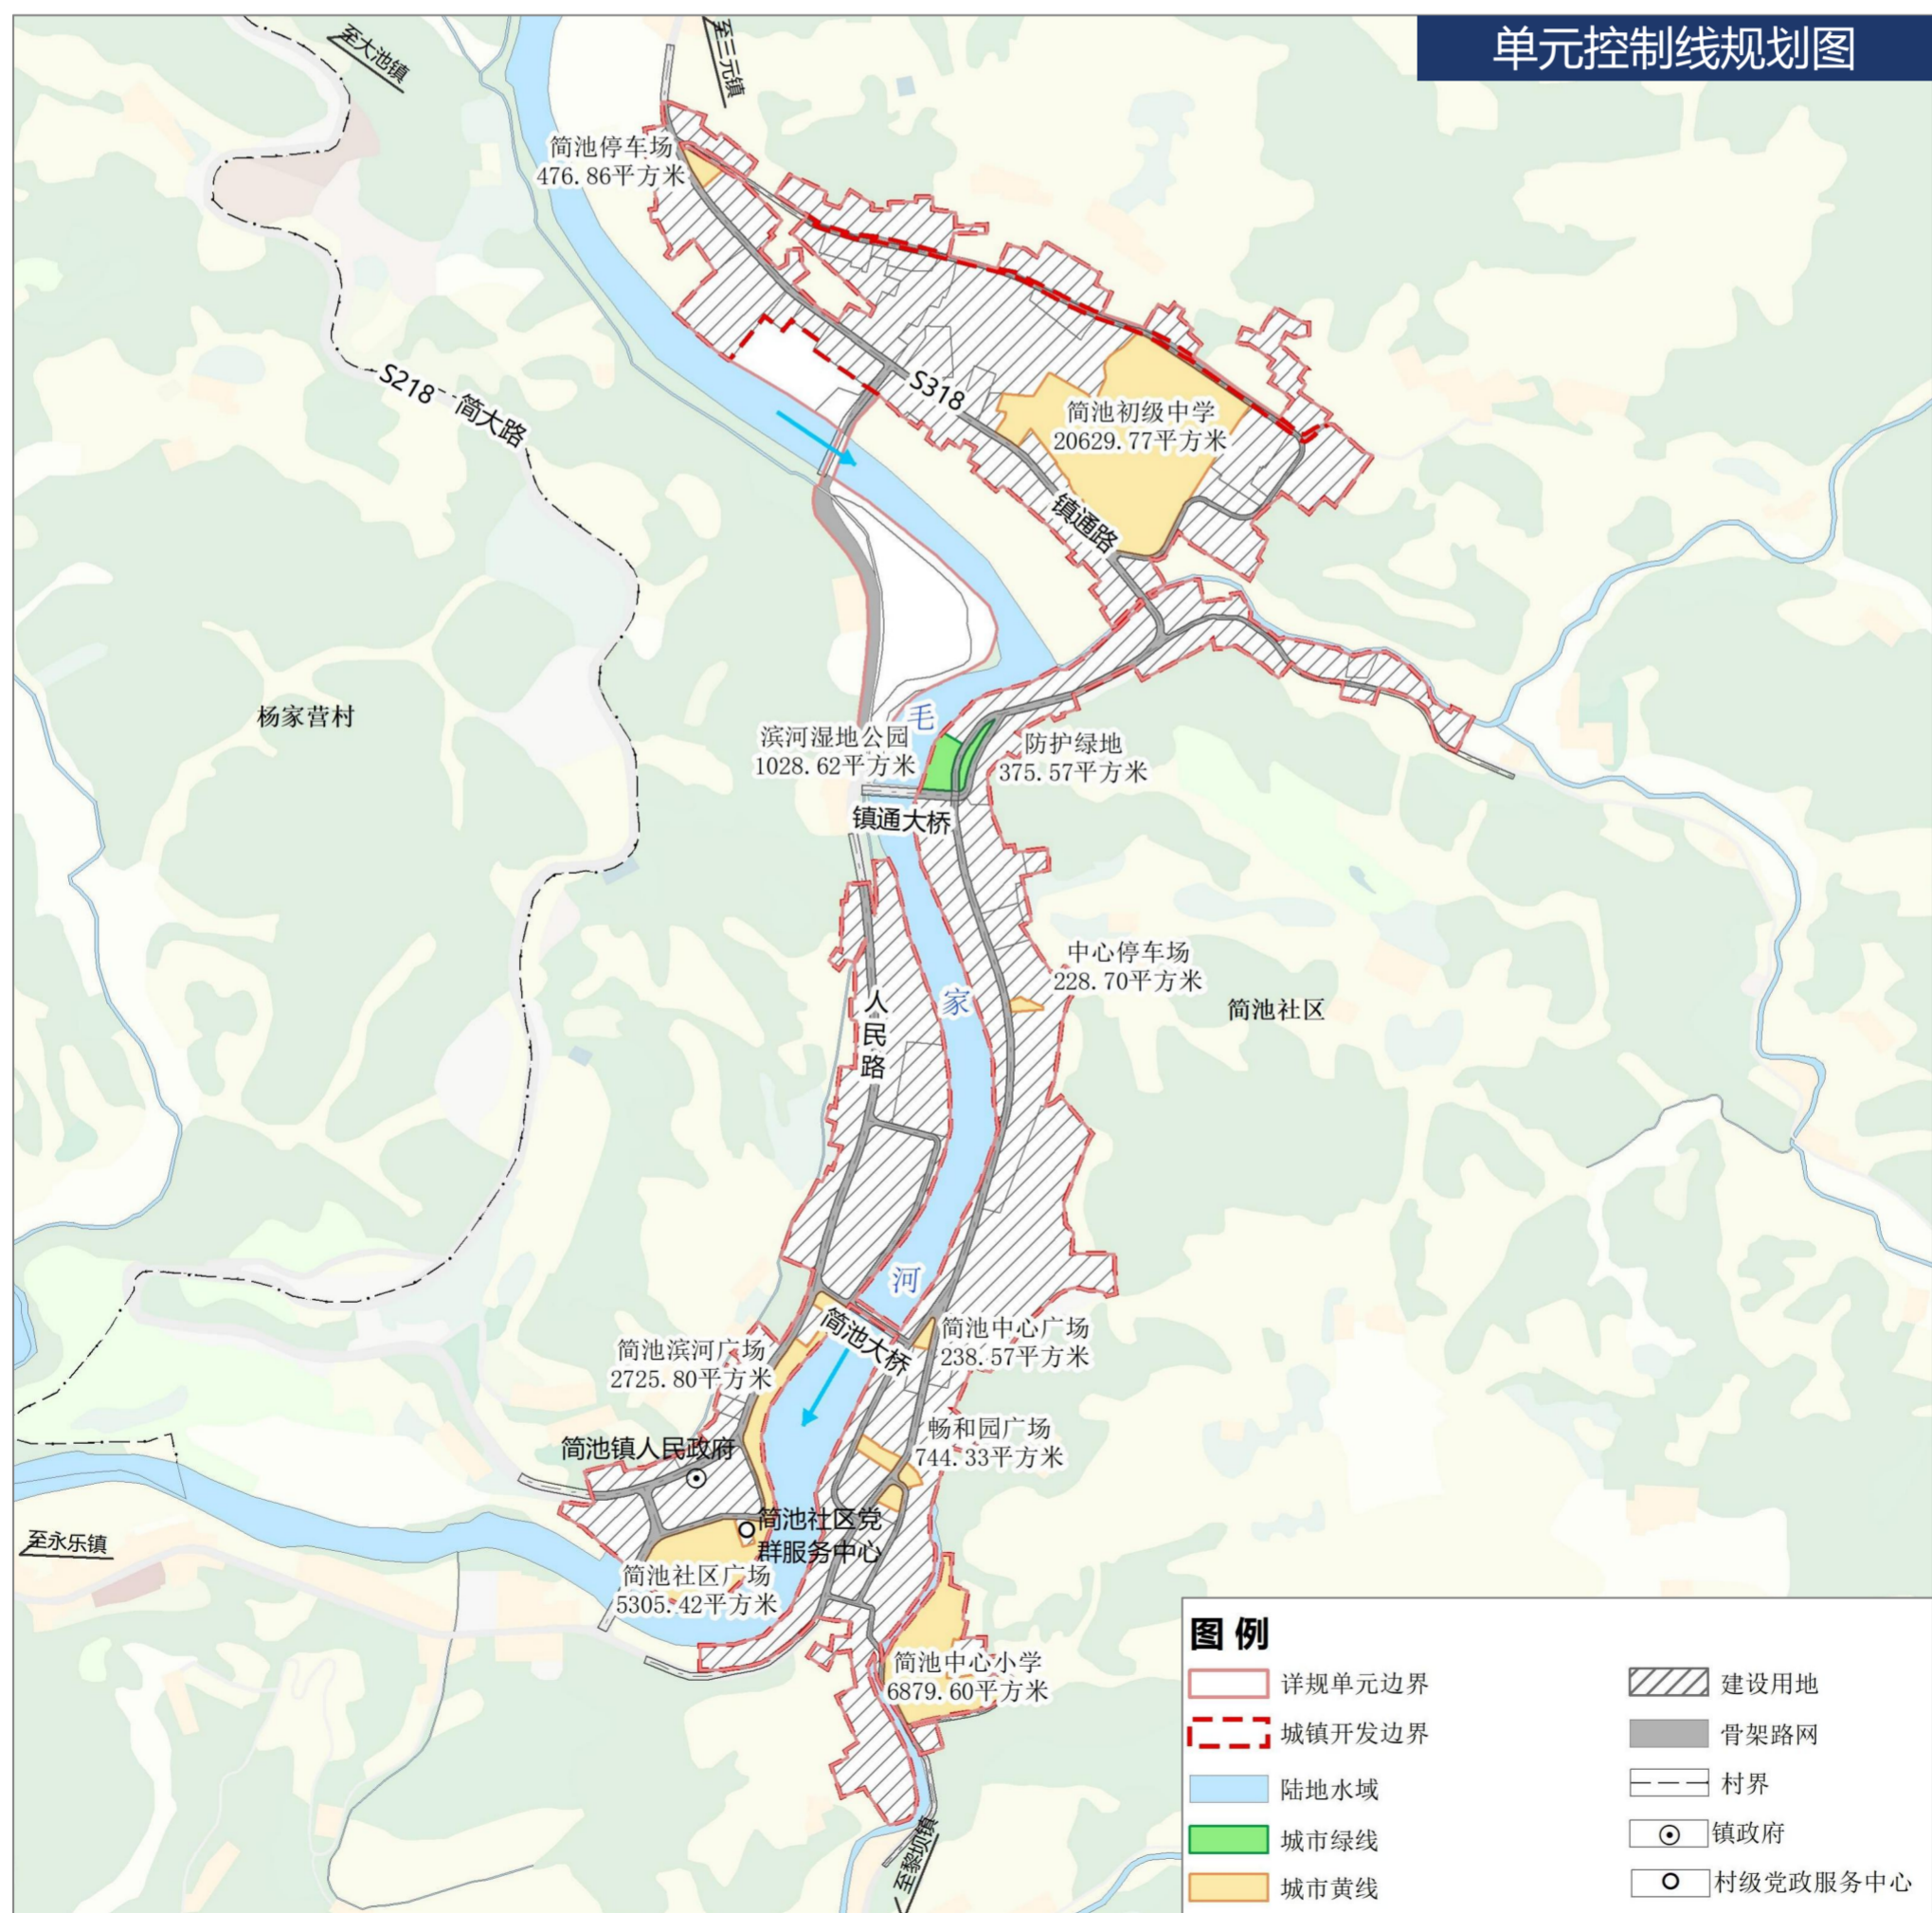 单元控制线规划图
至大池镇
至三元镇
简池停车场
476.86平方米
S218
简大路
S318
简池初级中学
20629.77平方米
镇通路
杨家营村
毛
滨河湿地公园
1028.62平方米
防护绿地
375.57平方米
镇通大桥
中心停车场
228.70平方米
家
人民路
简池社区
河
简池大桥
简池滨河广场
2725.80平方米
简池中心广场
238.57平方米
畅和园广场
744.33平方米
简池镇人民政府
简池社区党
群服务中心
至永乐镇
简池社区广场
5305.42平方米
简池中心小学
6879.60平方米
至黎坝镇
图例
详规单元边界
城镇开发边界
陆地水域
城市绿线
城市黄线
建设用地
骨架路网
村界
镇政府
村级党政服务中心